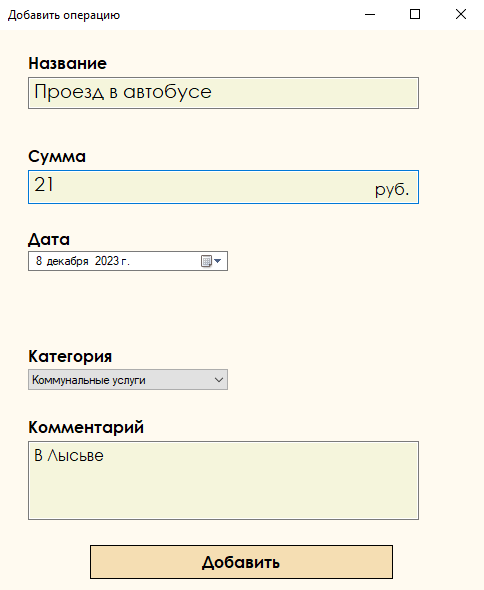 Добавить операцию
Название
Проезд в автобусе
Сумма
21 руб.
Дата
8 декабря 2023 г.
Категория
Коммунальные услуги
Комментарий
В Лысьве
Добавить